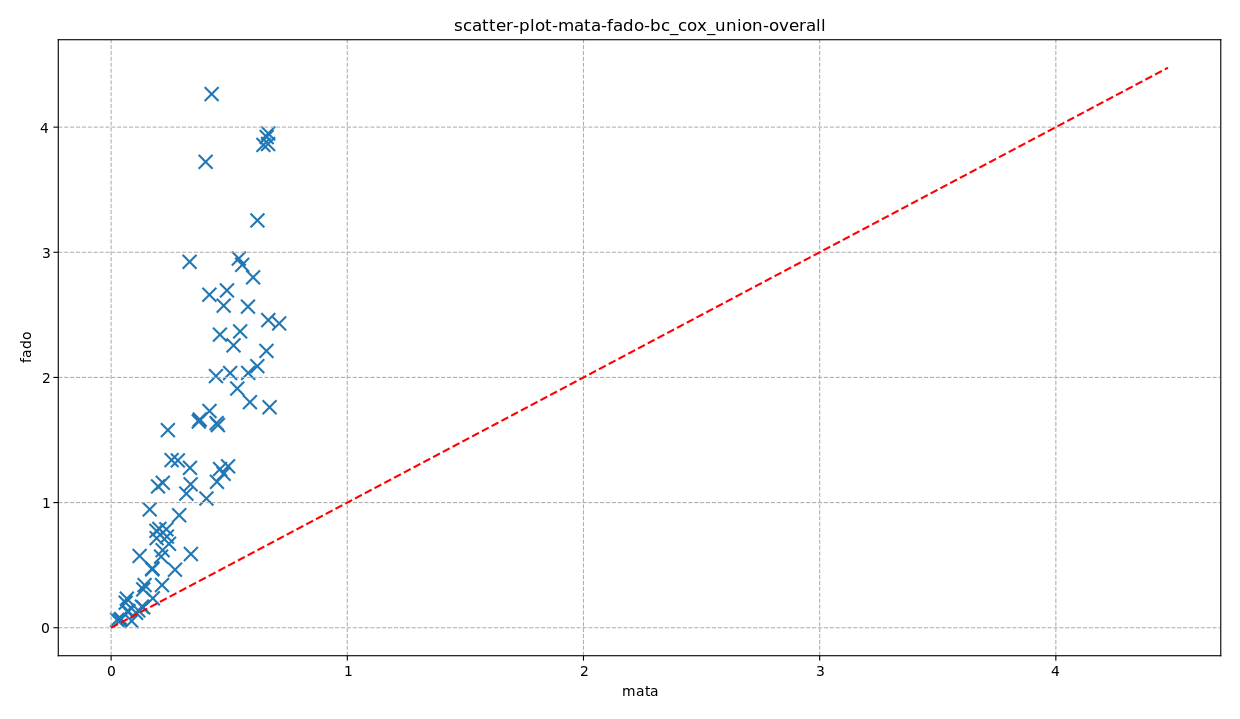 scatter-plot-mata-fado-bc_cox_union-overall
4
3
2
1
0
fado
0 1 2 3 4
mata